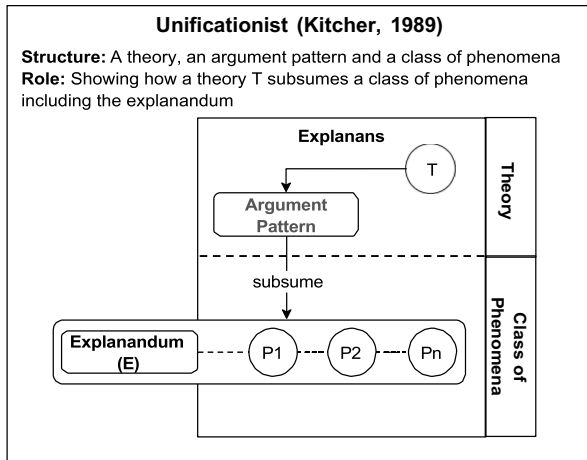 Unificationist (Kitcher, 1989)
Structure: A theory, an argument pattern and a class of phenomena
Role: Showing how a theory T subsumes a class of phenomena
including the explanandum
Explanans
T
Theory
Argument
Pattern
subsume
Class of
Phenomena
Explanandum
(E)
P1
P2
Pn